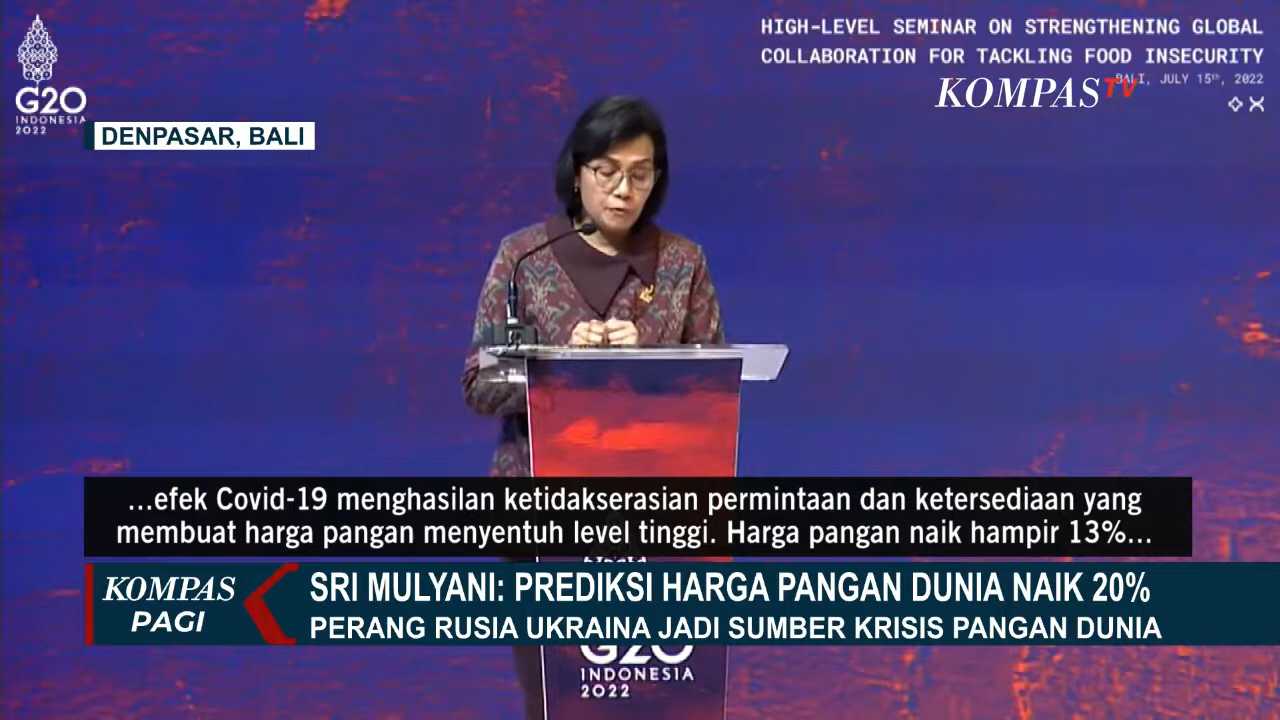 G20
INDONESIA
2022
HIGH-LEVEL SEMINAR ON STRENGTHENING GLOBAL
COLLABORATION FOR TACKLING FOOD INSECURITY
BALI, JULY 15th, 2022
KOMPASTV
DENPASAR, BALI
...efek Covid-19 menghasilan ketidakserasian permintaan dan ketersediaan yang
membuat harga pangan menyentuh level tinggi. Harga pangan naik hampir 13%...
KOMPAS
PAGI
SRI MULYANI: PREDIKSI HARGA PANGAN DUNIA NAIK 20%
PERANG RUSIA UKRAINA JADI SUMBER KRISIS PANGAN DUNIA
G20
INDONESIA
2022